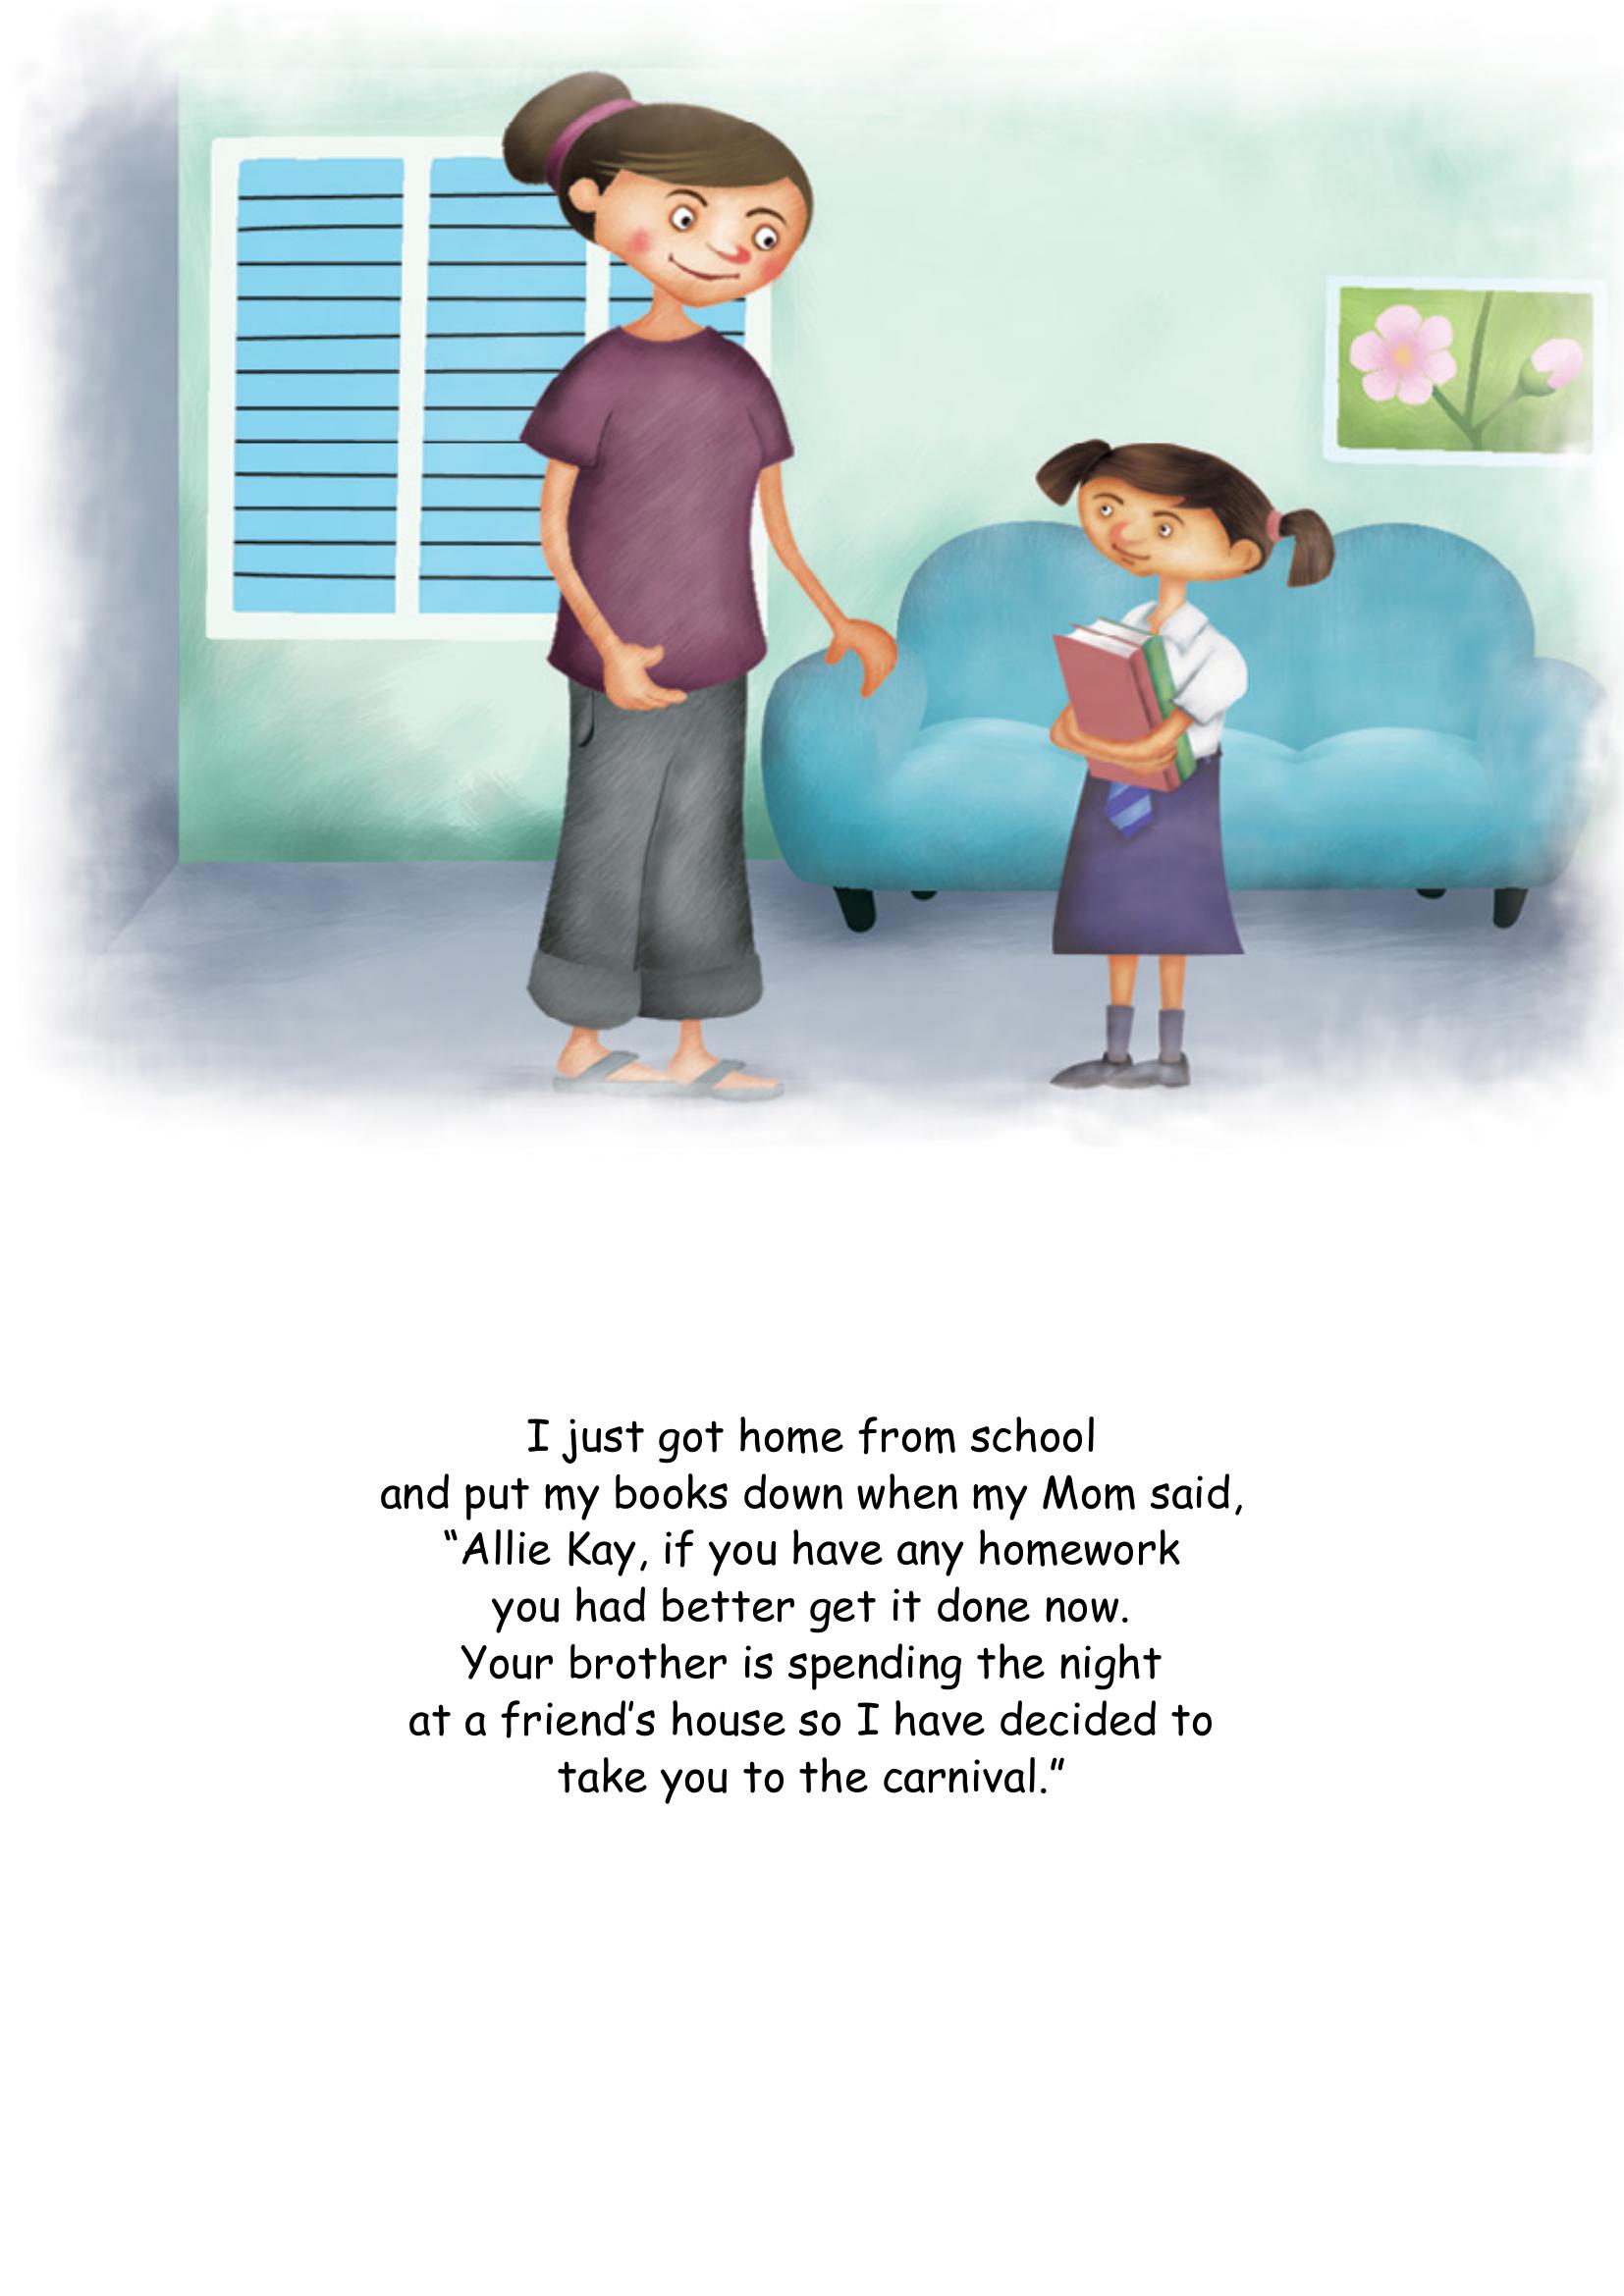 I just got home from school
and put my books down when my Mom said,
“Allie Kay, if you have any homework
you had better get it done now.
Your brother is spending the night
at a friend’s house so I have decided to
take you to the carnival.”